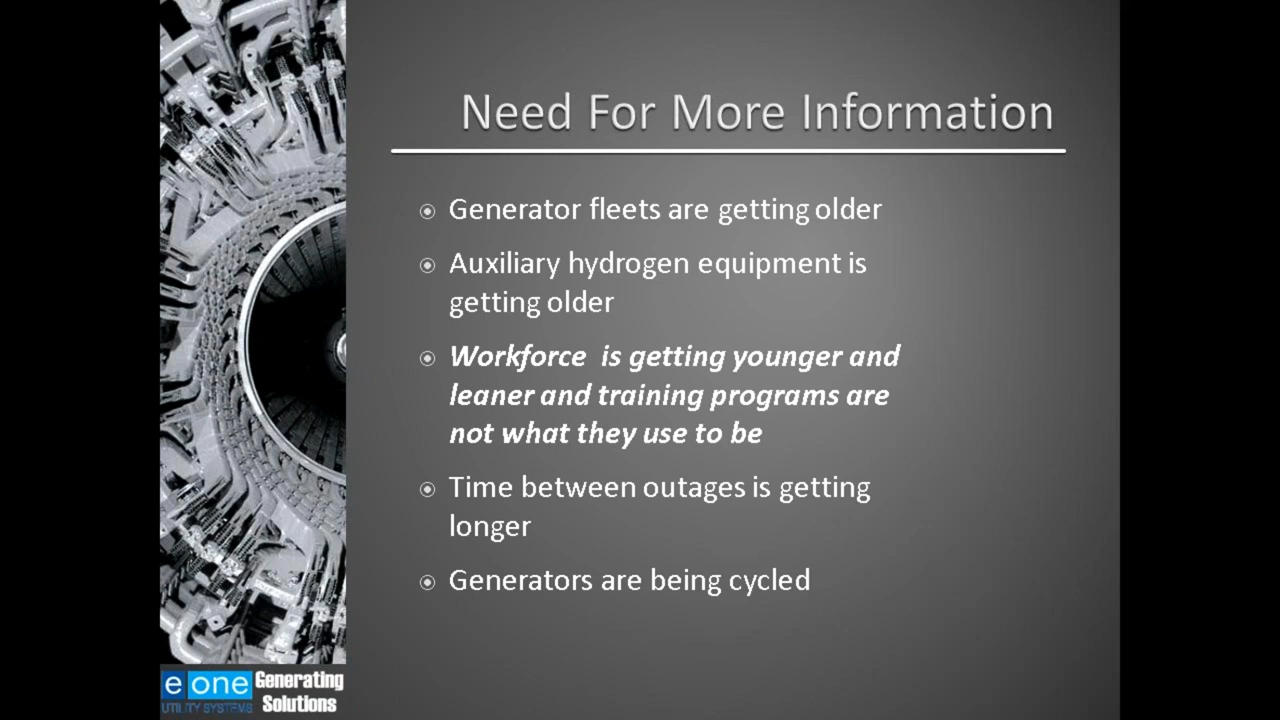 Need For More Information
Generator fleets are getting older
Auxiliary hydrogen equipment is
getting older
Workforce is getting younger and
leaner and training programs are
not what they use to be
Time between outages is getting
longer
Generators are being cycled
e one
UTILITY SYSTEMS
Generating
Solutions